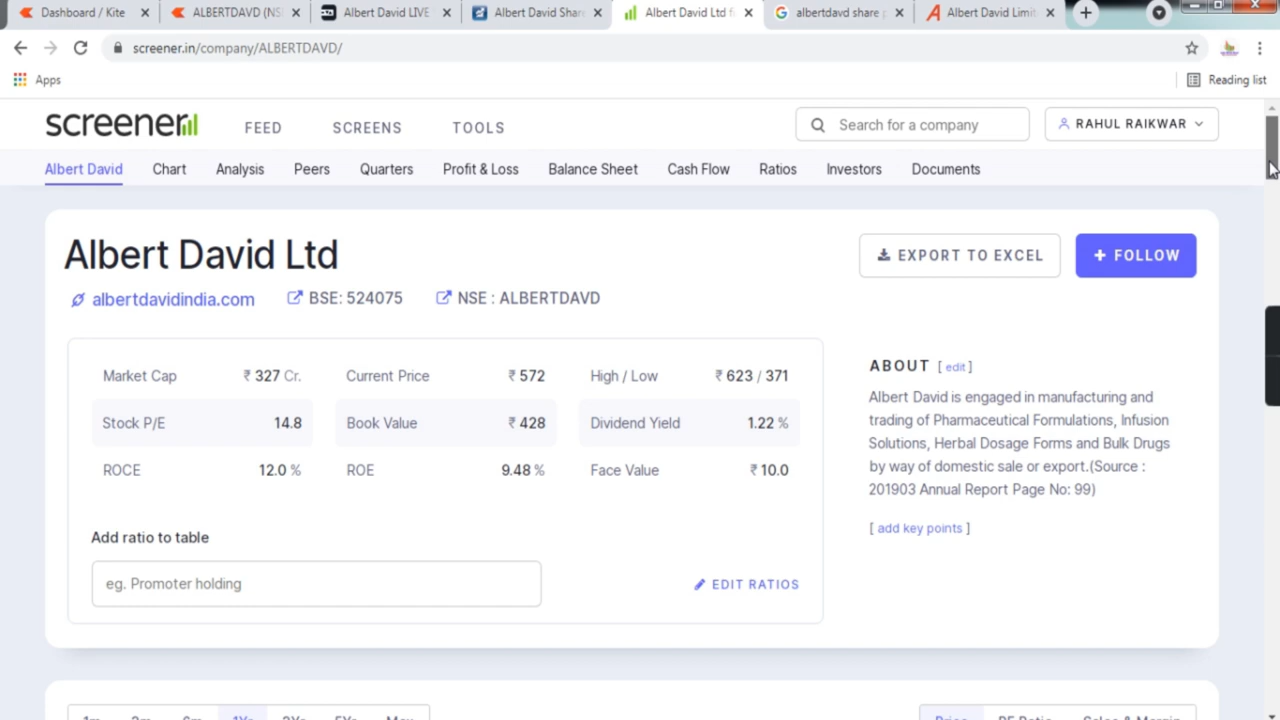 Dashboard / Kite
ALBERTDAVD (NS
Albert David LIVE
Albert David Share
Albert David Ltd f
albertdavd share p
Albert David Limit
screener.in/company/ALBERTDAVD/
Apps
Reading list
screener
FEED
SCREENS
TOOLS
Search for a company
RAHUL RAIKWAR
Albert David
Chart
Analysis
Peers
Quarters
Profit & Loss
Balance Sheet
Cash Flow
Ratios
Investors
Documents
Albert David Ltd
EXPORT TO EXCEL
+ FOLLOW
albertdavidindia.com
BSE: 524075
NSE : ALBERTDAVD
Market Cap ₹ 327 Cr.
Current Price ₹ 572
High / Low ₹ 623 / 371
Stock P/E 14.8
Book Value ₹ 428
Dividend Yield 1.22 %
ROCE 12.0 %
ROE 9.48 %
Face Value ₹ 10.0
Add ratio to table
eg. Promoter holding
EDIT RATIOS
ABOUT [ edit ]
Albert David is engaged in manufacturing and
trading of Pharmaceutical Formulations, Infusion
Solutions, Herbal Dosage Forms and Bulk Drugs
by way of domestic sale or export.(Source :
201903 Annual Report Page No: 99)
[ add key points ]
1Yr
Price
PE Ratio
Sales & Margin